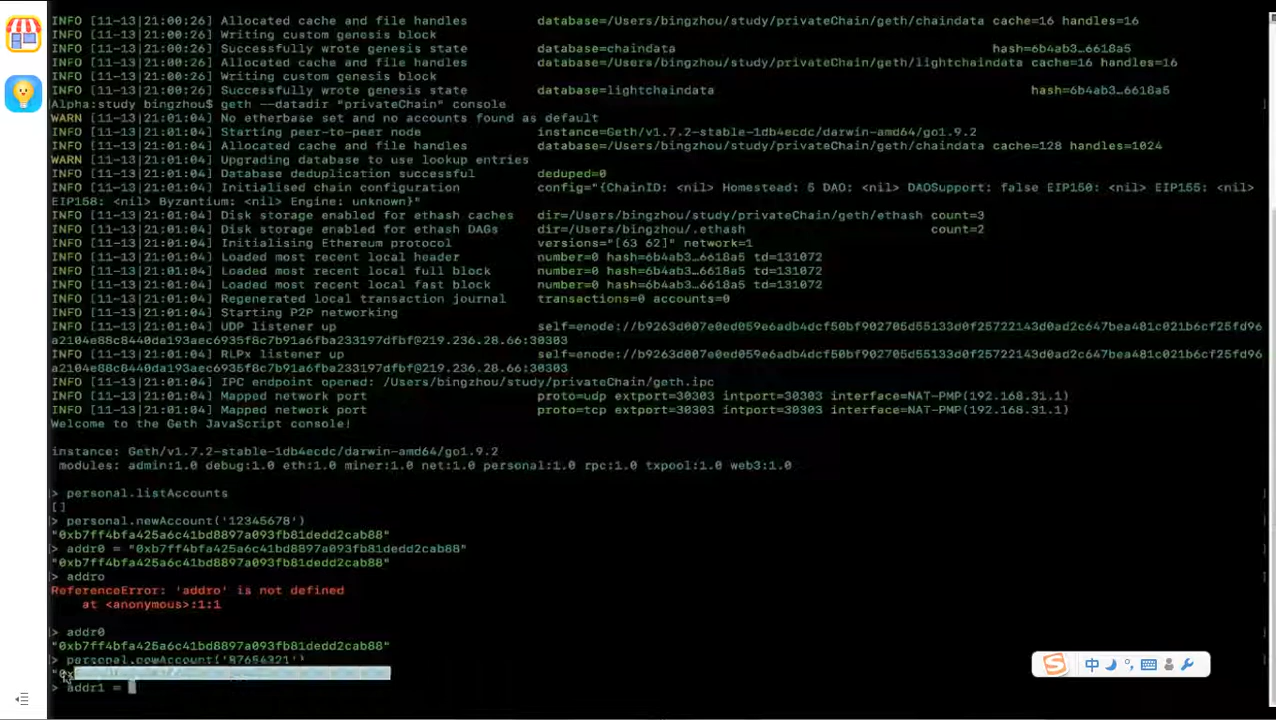 INFO [11-13|21:00:26] Allocated cache and file handles database=/Users/bingzhou/study/privateChain/geth/chaindata cache=16 handles=16
INFO [11-13|21:00:26] Writing custom genesis block
INFO [11-13|21:00:26] Successfully wrote genesis state database=chaindata hash=6b4ab3…6618a5
INFO [11-13|21:00:26] Allocated cache and file handles database=/Users/bingzhou/study/privateChain/geth/lightchaindata cache=16 handles=16
INFO [11-13|21:00:26] Writing custom genesis block
INFO [11-13|21:00:26] Successfully wrote genesis state database=lightchaindata hash=6b4ab3…6618a5
Alpha:study bingzhou$ geth --datadir "privateChain" console
WARN [11-13|21:01:04] No etherbase set and no accounts found as default
INFO [11-13|21:01:04] Starting peer-to-peer node instance=Geth/v1.7.2-stable-1db4ecdc/darwin-amd64/go1.9.2
INFO [11-13|21:01:04] Allocated cache and file handles database=/Users/bingzhou/study/privateChain/geth/chaindata cache=128 handles=1024
WARN [11-13|21:01:04] Upgrading database to use lookup entries
INFO [11-13|21:01:04] Database deduplication successful deduped=0
INFO [11-13|21:01:04] Initialised chain configuration config="{ChainID: <nil> Homestead: 5 DAO: <nil> DAOSupport: false EIP150: <nil> EIP155: <nil>
EIP158: <nil> Byzantium: <nil> Engine: unknown}"
INFO [11-13|21:01:04] Disk storage enabled for ethash caches dir=/Users/bingzhou/study/privateChain/geth/ethash count=3
INFO [11-13|21:01:04] Disk storage enabled for ethash DAGs dir=/Users/bingzhou/.ethash count=2
INFO [11-13|21:01:04] Initialising Ethereum protocol versions="[63 62]" network=1
INFO [11-13|21:01:04] Loaded most recent local header number=0 hash=6b4ab3…6618a5 td=131072
INFO [11-13|21:01:04] Loaded most recent local full block number=0 hash=6b4ab3…6618a5 td=131072
INFO [11-13|21:01:04] Loaded most recent local fast block number=0 hash=6b4ab3…6618a5 td=131072
INFO [11-13|21:01:04] Regenerated local transaction journal transactions=0 accounts=0
INFO [11-13|21:01:04] Starting P2P networking
INFO [11-13|21:01:04] UDP listener up self=enode://b9263d007e0ed059e6adb4dcf50bf902705d55133d0f25722143d0ad2c647bea481c021b6cf25fd96
a2104e88c8440da193aec6935f8c7b91a6fba233197dfbf@219.236.28.66:30303
INFO [11-13|21:01:04] RLPx listener up self=enode://b9263d007e0ed059e6adb4dcf50bf902705d55133d0f25722143d0ad2c647bea481c021b6cf25fd96
a2104e88c8440da193aec6935f8c7b91a6fba233197dfbf@219.236.28.66:30303
INFO [11-13|21:01:04] IPC endpoint opened: /Users/bingzhou/study/privateChain/geth.ipc
INFO [11-13|21:01:04] Mapped network port proto=udp extport=30303 intport=30303 interface=NAT-PMP(192.168.31.1)
INFO [11-13|21:01:04] Mapped network port proto=tcp extport=30303 intport=30303 interface=NAT-PMP(192.168.31.1)
Welcome to the Geth JavaScript console!
instance: Geth/v1.7.2-stable-1db4ecdc/darwin-amd64/go1.9.2
modules: admin:1.0 debug:1.0 eth:1.0 miner:1.0 net:1.0 personal:1.0 rpc:1.0 txpool:1.0 web3:1.0
> personal.listAccounts
[]
> personal.newAccount('12345678')
"0xb7ff4bfa425a6c41bd8897a093fb81dedd2cab88"
> addr0 = "0xb7ff4bfa425a6c41bd8897a093fb81dedd2cab88"
"0xb7ff4bfa425a6c41bd8897a093fb81dedd2cab88"
> addro
ReferenceError: 'addro' is not defined
at <anonymous>:1:1
> addr0
"0xb7ff4bfa425a6c41bd8897a093fb81dedd2cab88"
> personal.newAccount('87654321')
"0x
> addr1 =
中